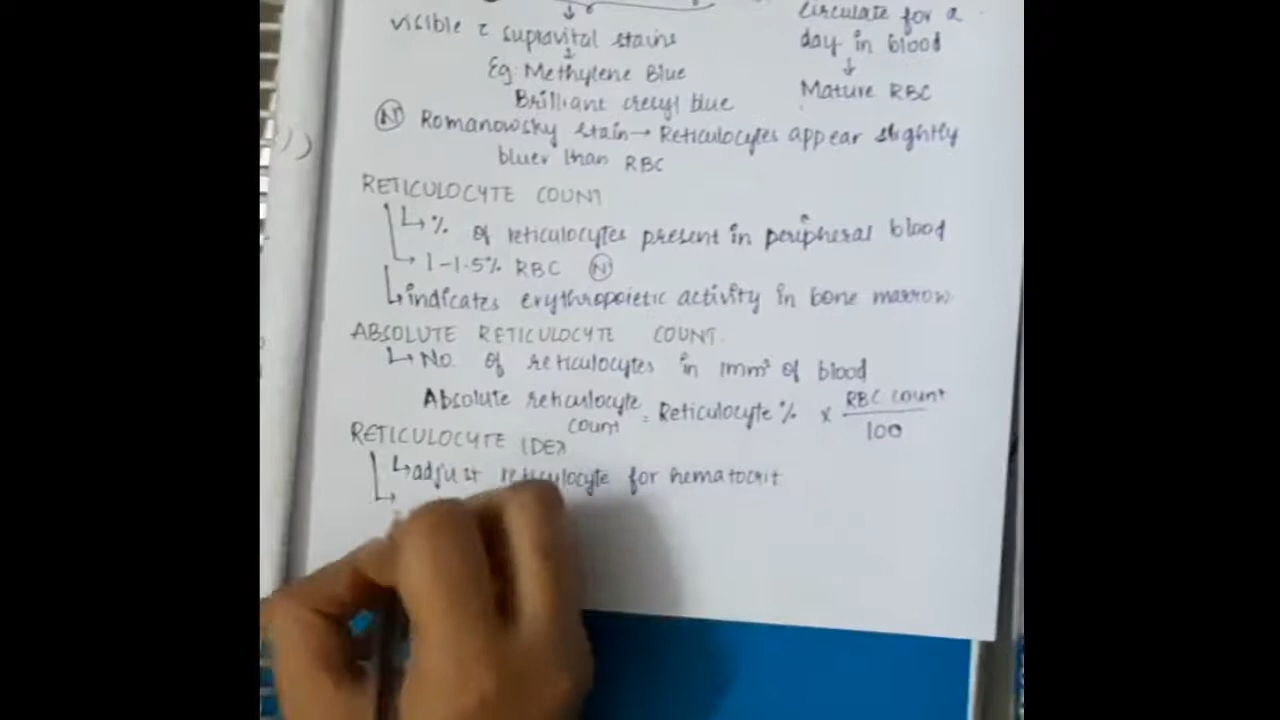 circulate for a
visible c supravital stains
day in blood
↓
Eg: Methylene Blue
Mature RBC
Brilliant cresyl blue
(N) Romanowsky stain → Reticulocytes appear slightly
bluer than RBC
RETICULOCYTE COUNT
↳ % of reticulocytes present in peripheral blood
↳ 1-1.5% RBC (N)
↳ indicates erythropoietic activity in bone marrow
ABSOLUTE RETICULOCYTE COUNT.
↳ No. of reticulocytes in 1mm³ of blood
Absolute reticulocyte count = Reticulocyte % x RBC count / 100
RETICULOCYTE IDEX
↳ adjust reticulocyte for hematocrit